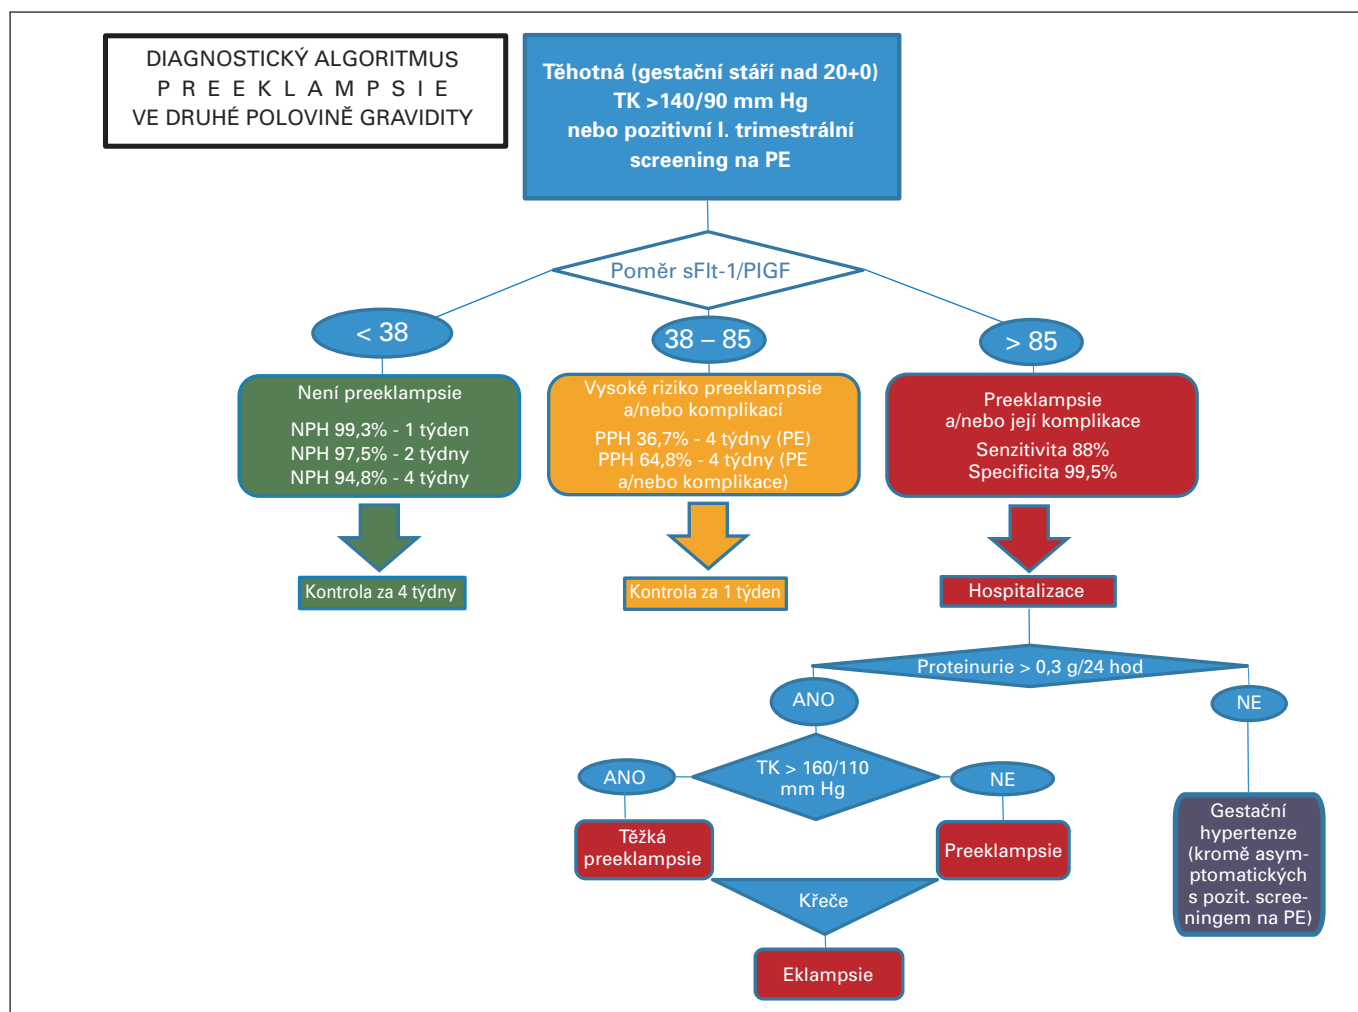 DIAGNOSTICKÝ ALGORITMUS
P R E E K L A M P S I E
VE DRUHÉ POLOVINĚ GRAVIDITY
Těhotná (gestační stáří nad 20+0)
TK >140/90 mm Hg
nebo pozitivní I. trimestrální
screening na PE
Poměr sFlt-1/PIGF
< 38
38 – 85
> 85
Není preeklampsie
NPH 99,3% - 1 týden
NPH 97,5% - 2 týdny
NPH 94,8% - 4 týdny
Vysoké riziko preeklampsie
a/nebo komplikací
PPH 36,7% - 4 týdny (PE)
PPH 64,8% - 4 týdny (PE
a/nebo komplikace)
Preeklampsie
a/nebo její komplikace
Senzitivita 88%
Specificita 99,5%
Kontrola za 4 týdny
Kontrola za 1 týden
Hospitalizace
Proteinurie > 0,3 g/24 hod
ANO
NE
TK > 160/110
mm Hg
ANO
NE
Těžká
preeklampsie
Preeklampsie
Gestační
hypertenze
(kromě asym-
ptomatických
s pozit. scree-
ningem na PE)
Křeče
Eklampsie